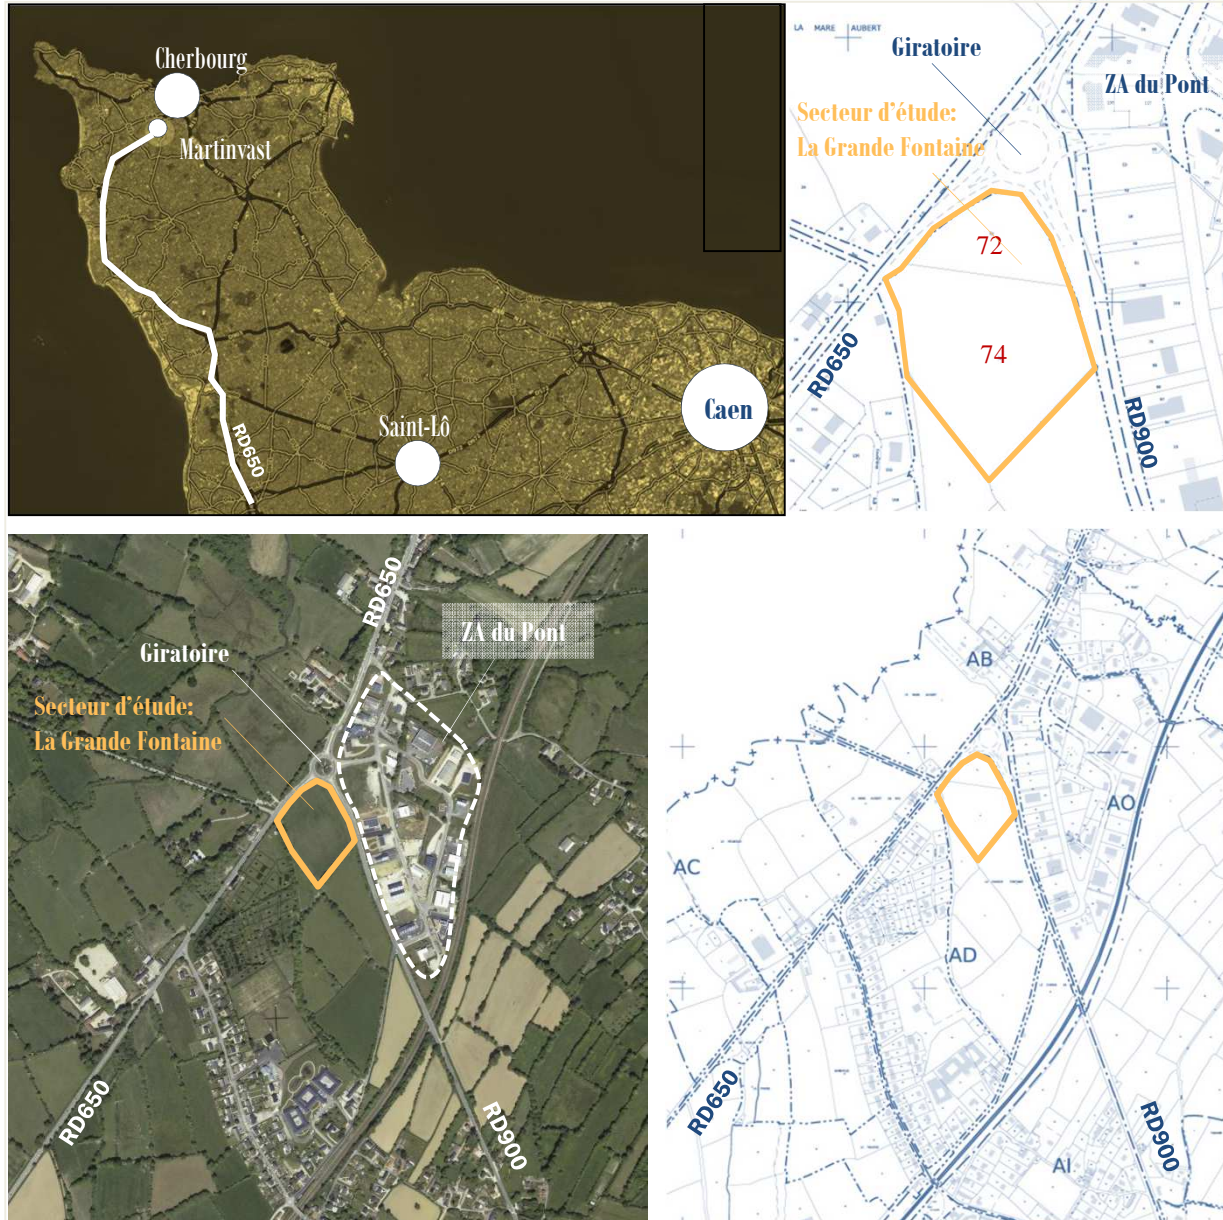 Cherbourg
Martinvast
Saint-Lô
Caen
RD650
LA MARE AUBERT
Giratoire
ZA du Pont
Secteur d'étude:
La Grande Fontaine
72
74
RD650
RD900
RD650
ZA du Pont
Giratoire
Secteur d'étude:
La Grande Fontaine
RD650
RD900
AB
AO
AC
AD
RD650
RD900
AI